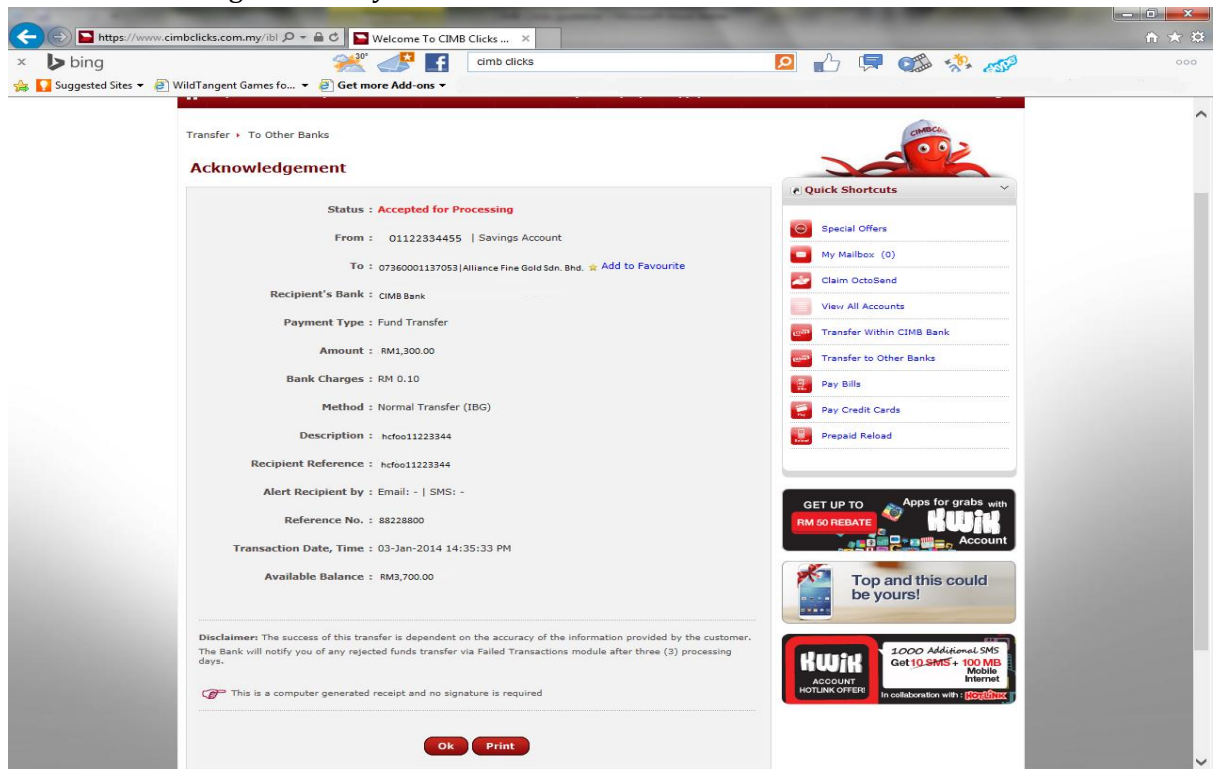 https://www.cimbclicks.com.my/ibl
Welcome To CIMB Clicks ...
bing
30°
cimb clicks
Suggested Sites
WildTangent Games fo...
Get more Add-ons
Transfer To Other Banks
Acknowledgement
Status : Accepted for Processing
From : 01122334455 | Savings Account
To : 07360001137053|Alliance Fine Gold Sdn. Bhd. Add to Favourite
Recipient's Bank : CIMB Bank
Payment Type : Fund Transfer
Amount : RM1,300.00
Bank Charges : RM 0.10
Method : Normal Transfer (IBG)
Description : hcfoo11223344
Recipient Reference : hcfoo11223344
Alert Recipient by : Email: - | SMS: -
Reference No. : 88228800
Transaction Date, Time : 03-Jan-2014 14:35:33 PM
Available Balance : RM3,700.00
Disclaimer: The success of this transfer is dependent on the accuracy of the information provided by the customer.
The Bank will notify you of any rejected funds transfer via Failed Transactions module after three (3) processing
days.
This is a computer generated receipt and no signature is required
Ok
Print
Quick Shortcuts
Special Offers
My Mailbox (0)
Claim OctoSend
View All Accounts
Transfer Within CIMB Bank
Transfer to Other Banks
Pay Bills
Pay Credit Cards
Prepaid Reload
GET UP TO
RM 50 REBATE
Apps for grabs with
Kwik
Account
Top and this could
be yours!
Kwik
ACCOUNT
HOTLINK OFFER!
1000 Additional SMS
Get 10 SMS + 100 MB
Mobile
Internet
In collaboration with : HOTLINK